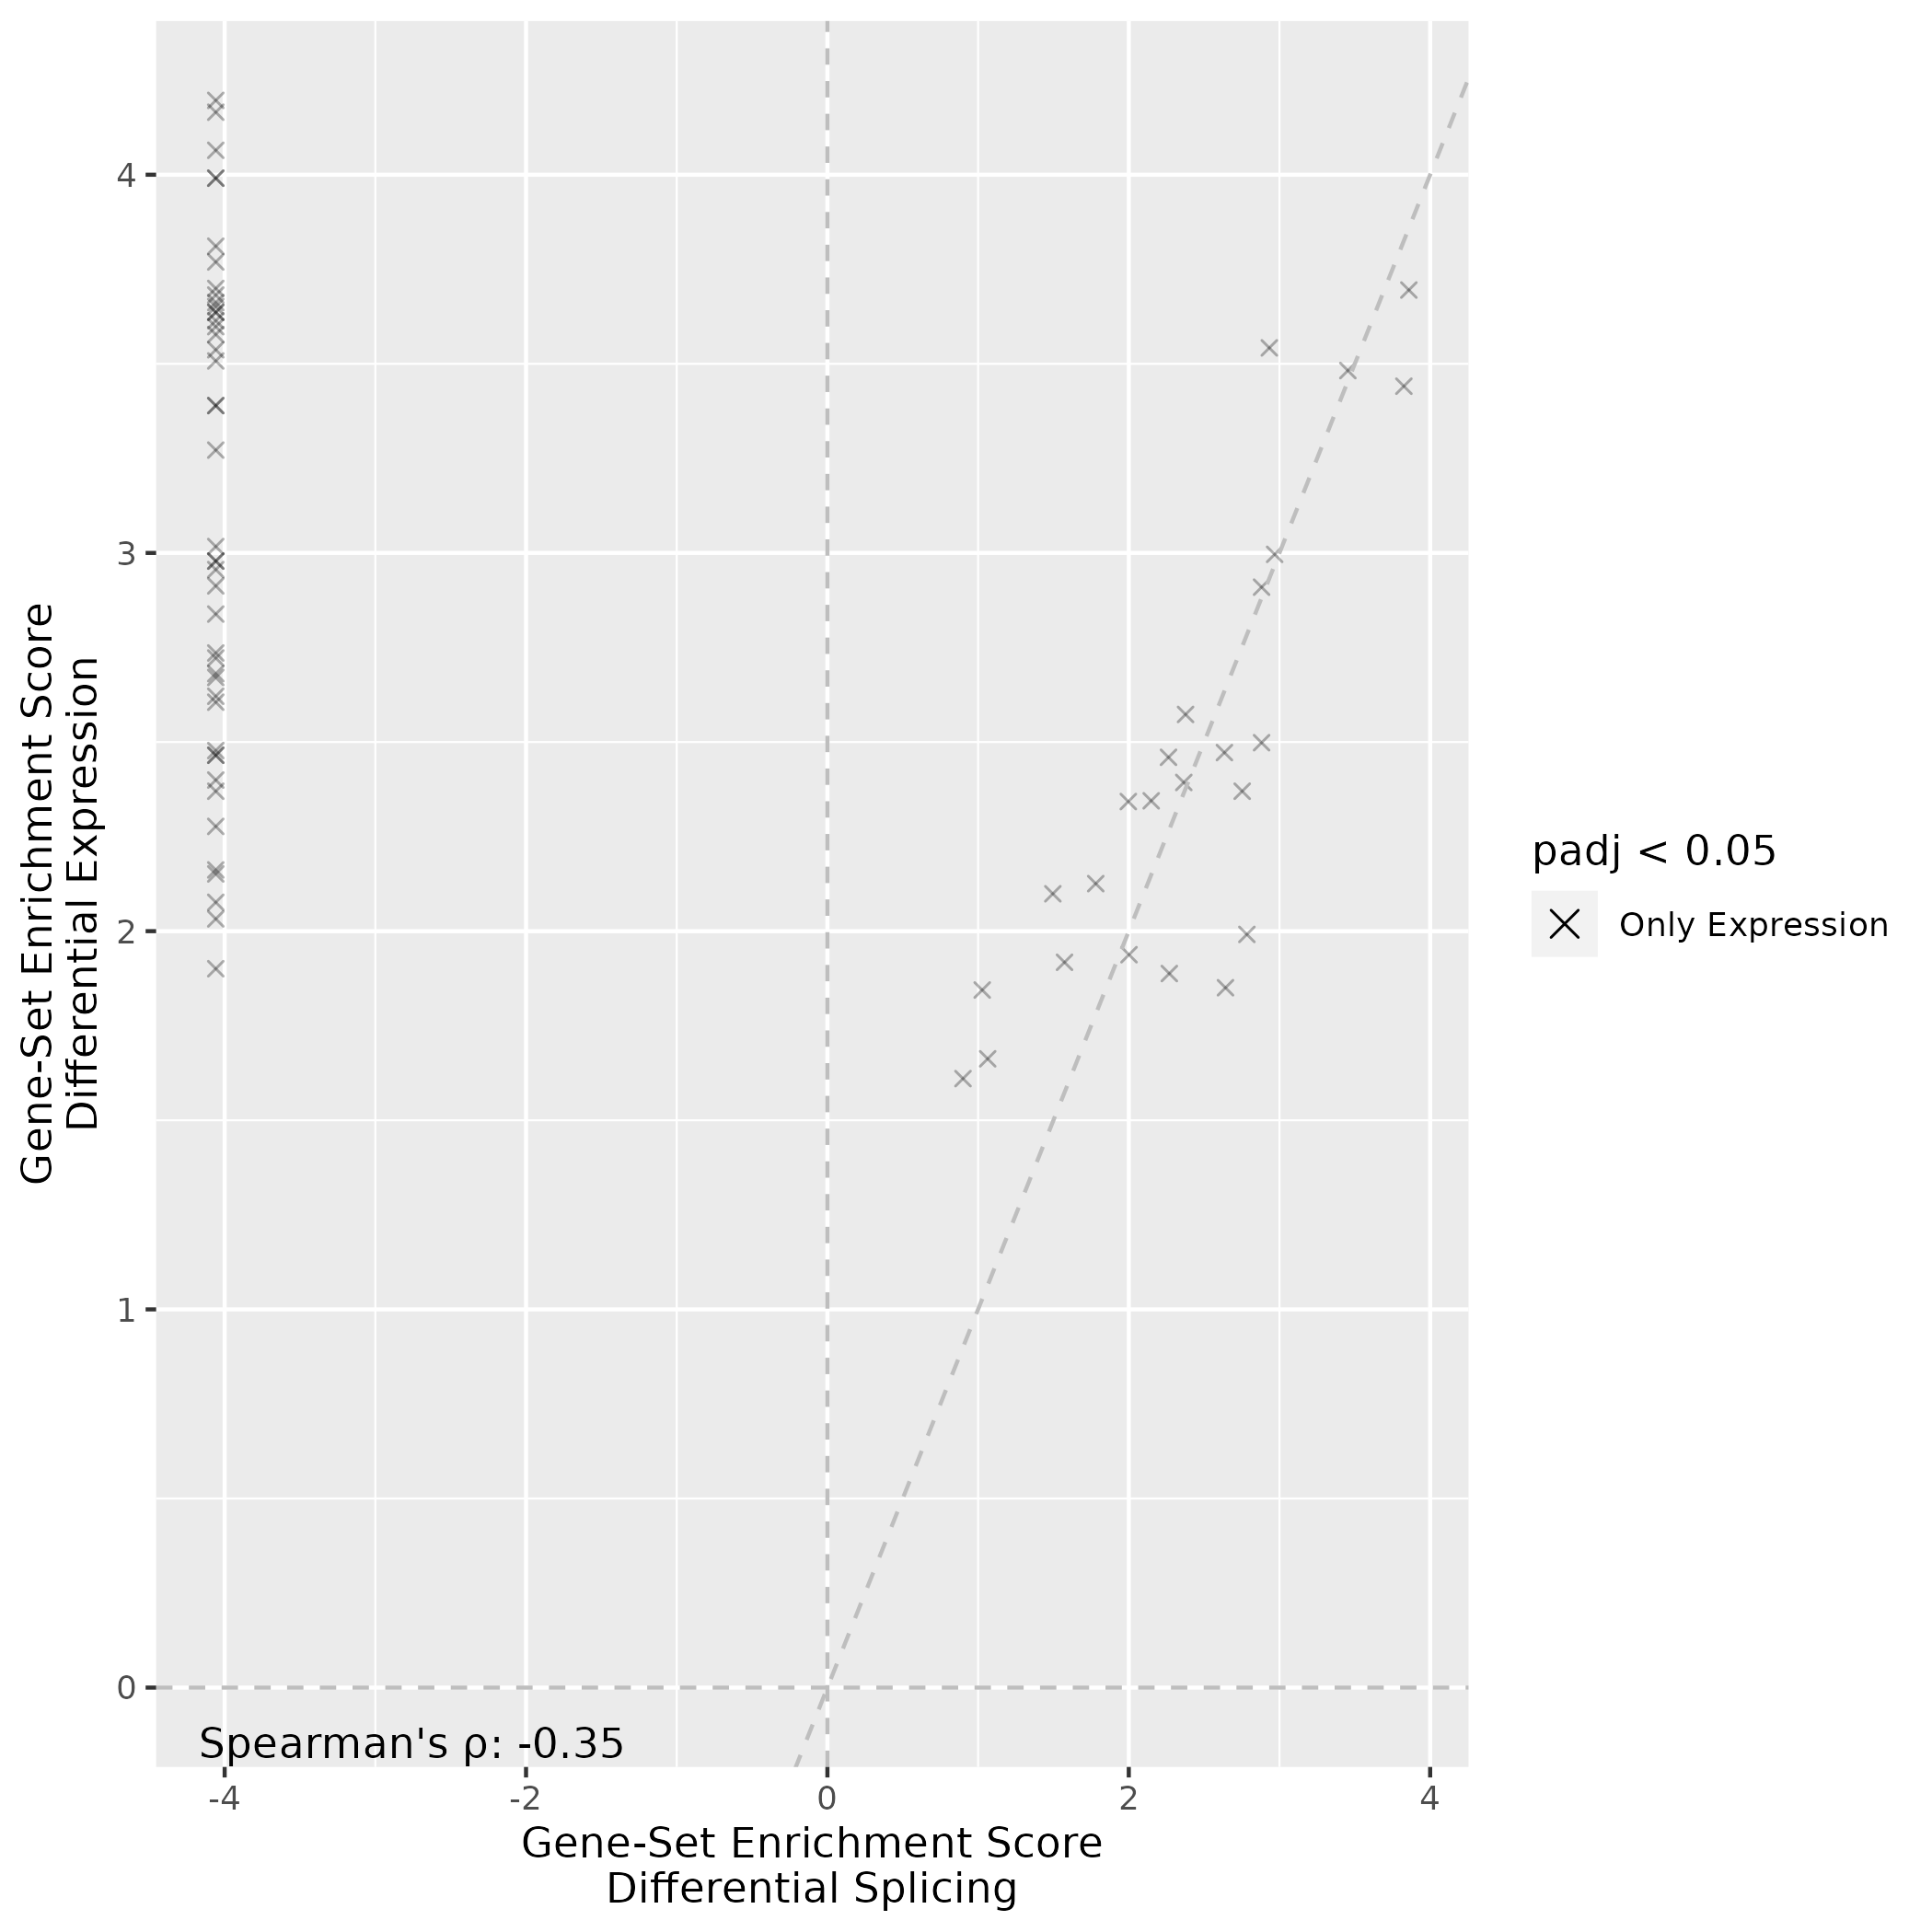 Gene-Set Enrichment Score
Differential Expression
4
3
2
1
0
Spearman's ρ: -0.35
-4
-2
0
2
4
Gene-Set Enrichment Score
Differential Splicing
padj < 0.05
Only Expression